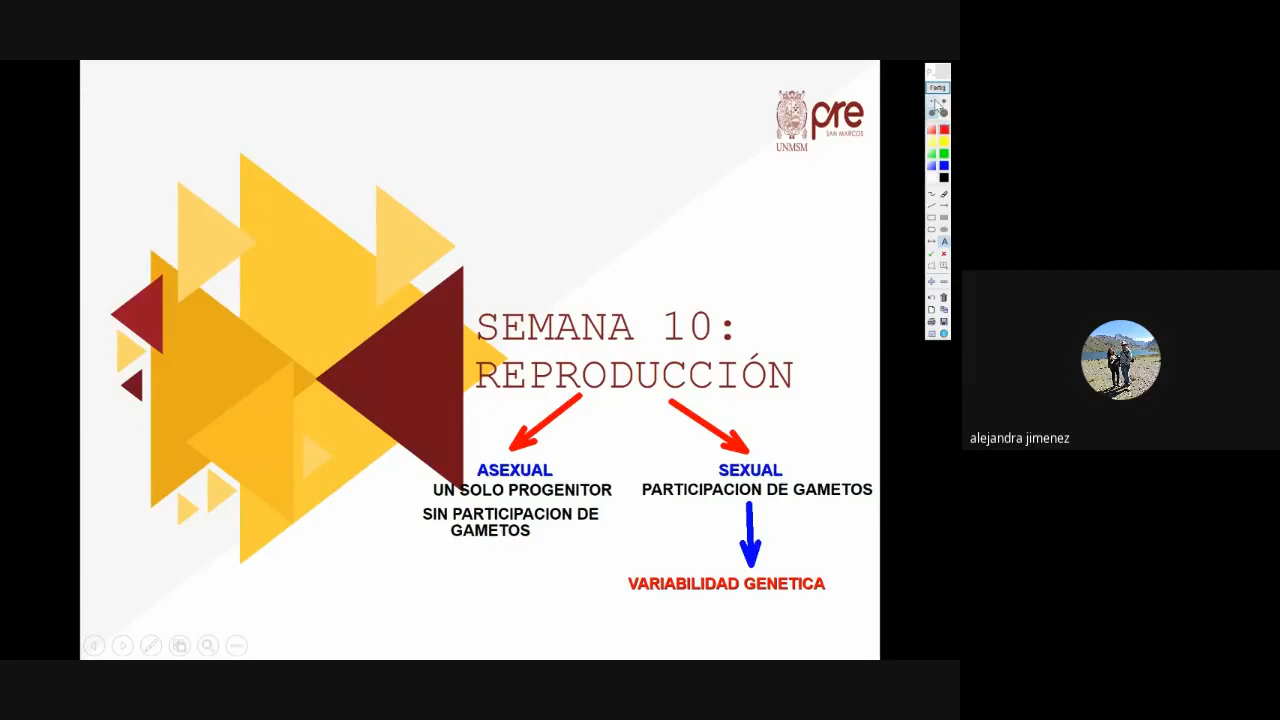 P..
Fertig
pre
SAN MARCOS
UNMSM
SEMANA 10:
REPRODUCCIÓN
ASEXUAL
UN SOLO PROGENITOR
SIN PARTICIPACION DE
GAMETOS
SEXUAL
PARTICIPACION DE GAMETOS
VARIABILIDAD GENETICA
A
alejandra jimenez